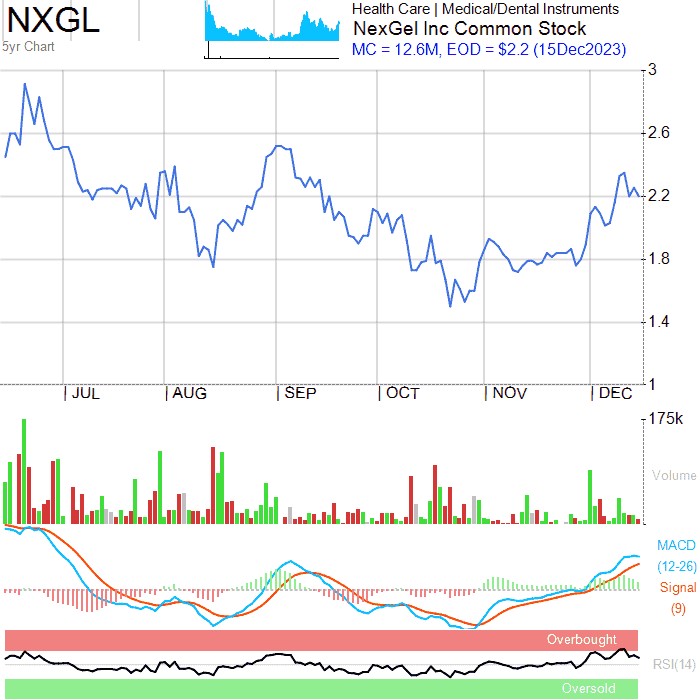 NXGL
5yr Chart
Health Care | Medical/Dental Instruments
NexGel Inc Common Stock
MC = 12.6M, EOD = $2.2 (15Dec2023)
3
2.6
2.2
1.8
1.4
1
| JUL | AUG | SEP | OCT | NOV | DEC
175k
Volume
MACD
(12-26)
Signal
(9)
Overbought
RSI(14)
Oversold